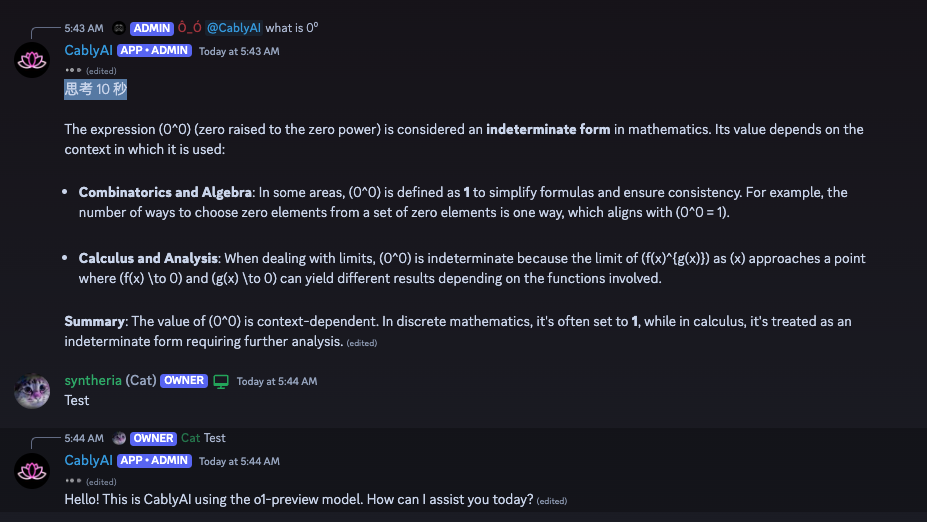 5:43 AM ADMIN Ô_Ó @CablyAI what is 0⁰
CablyAI APP • ADMIN Today at 5:43 AM
••• (edited)
思考 10 秒
The expression (0^0) (zero raised to the zero power) is considered an indeterminate form in mathematics. Its value depends on the
context in which it is used:
• Combinatorics and Algebra: In some areas, (0^0) is defined as 1 to simplify formulas and ensure consistency. For example, the
number of ways to choose zero elements from a set of zero elements is one way, which aligns with (0^0 = 1).
• Calculus and Analysis: When dealing with limits, (0^0) is indeterminate because the limit of (f(x)^{g(x)}) as (x) approaches a point
where (f(x) \to 0) and (g(x) \to 0) can yield different results depending on the functions involved.
Summary: The value of (0^0) is context-dependent. In discrete mathematics, it's often set to 1, while in calculus, it's treated as an
indeterminate form requiring further analysis. (edited)
syntheria (Cat) OWNER Today at 5:44 AM
Test
5:44 AM OWNER Cat Test
CablyAI APP • ADMIN Today at 5:44 AM
••• (edited)
Hello! This is CablyAI using the o1-preview model. How can I assist you today? (edited)